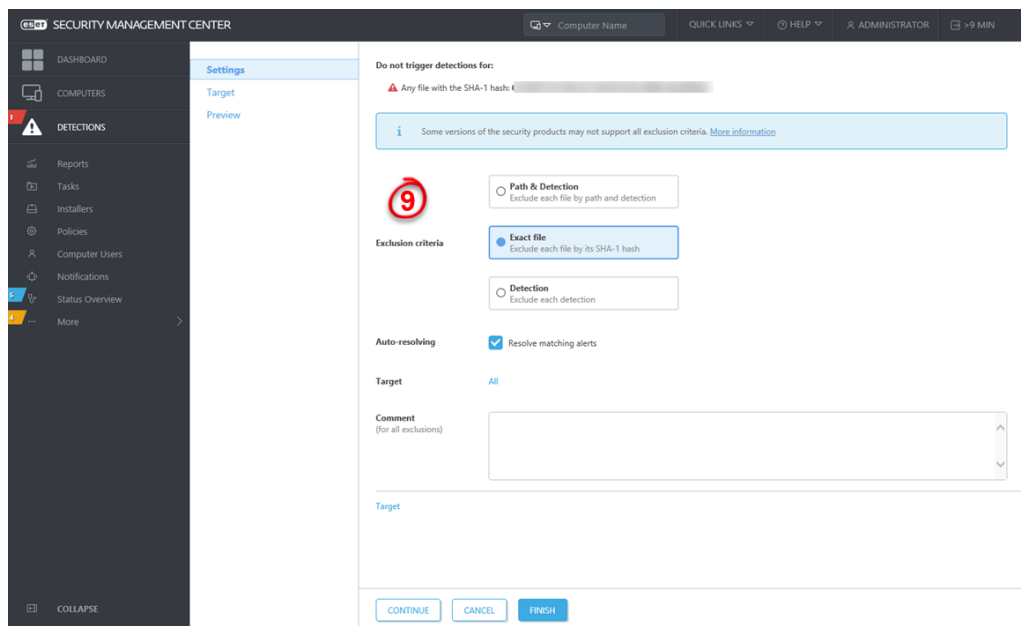 eset SECURITY MANAGEMENT CENTER
Computer Name
QUICK LINKS
HELP
ADMINISTRATOR
>9 MIN
DASHBOARD
COMPUTERS
1
DETECTIONS
Reports
Tasks
Installers
Policies
Computer Users
Notifications
5
Status Overview
4
More
COLLAPSE
Settings
Target
Preview
Do not trigger detections for:
Any file with the SHA-1 hash:
Some versions of the security products may not support all exclusion criteria. More information
9
Exclusion criteria
Path & Detection
Exclude each file by path and detection
Exact file
Exclude each file by its SHA-1 hash
Detection
Exclude each detection
Auto-resolving
Resolve matching alerts
Target
All
Comment
(for all exclusions)
Target
CONTINUE
CANCEL
FINISH